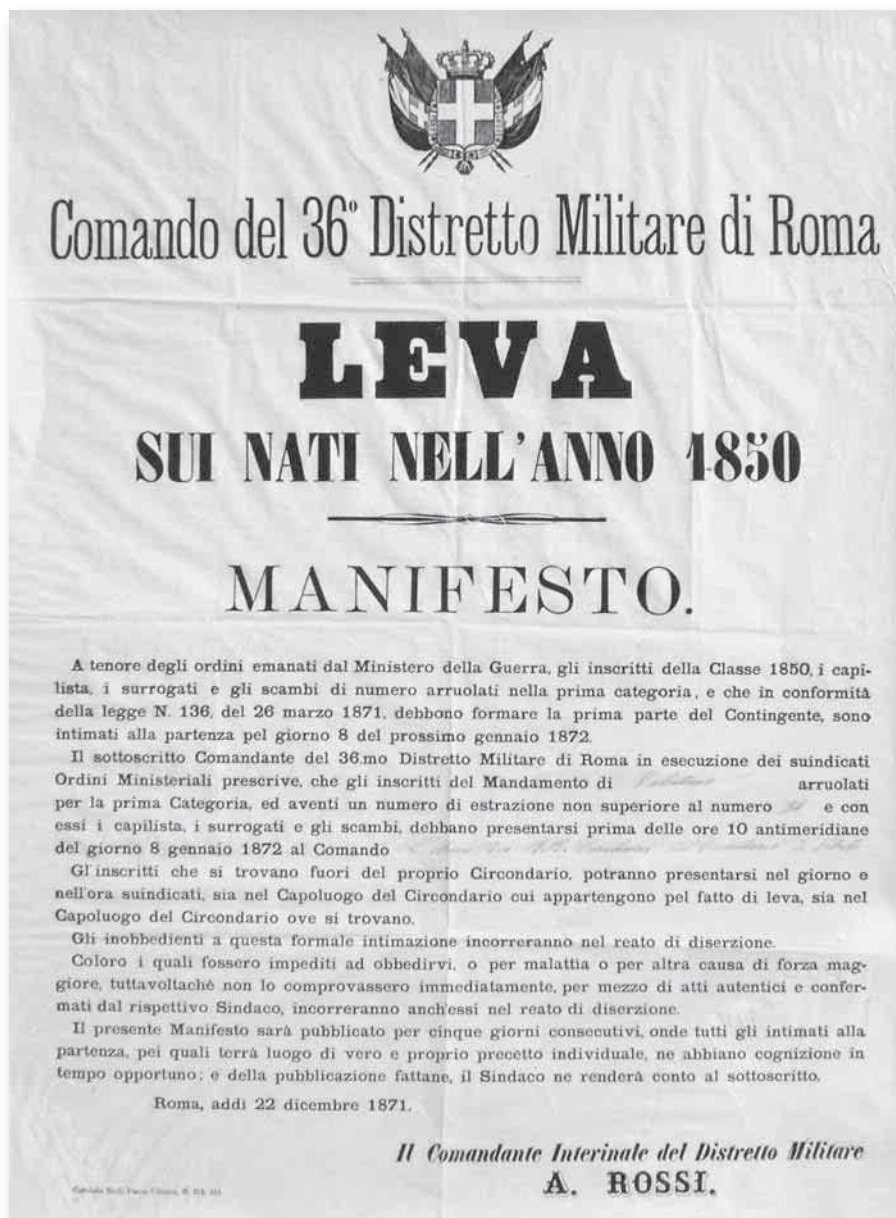 Comando del 36° Distretto Militare di Roma
LEVA
SUI NATI NELL'ANNO 1850
MANIFESTO.
A tenore degli ordini emanati dal Ministero della Guerra, gli inscritti della Classe 1850, i capi-
lista, i surrogati e gli scambi di numero arruolati nella prima categoria, e che in conformità
della legge N. 136, del 26 marzo 1871, debbono formare la prima parte del Contingente, sono
intimati alla partenza pel giorno 8 del prossimo gennaio 1872.
Il sottoscritto Comandante del 36.mo Distretto Militare di Roma in esecuzione dei suindicati
Ordini Ministeriali prescrive, che gli inscritti del Mandamento di arruolati
per la prima Categoria, ed aventi un numero di estrazione non superiore al numero e con
essi i capilista, i surrogati e gli scambi, debbano presentarsi prima delle ore 10 antimeridiane
del giorno 8 gennaio 1872 al Comando
Gl'inscritti che si trovano fuori del proprio Circondario, potranno presentarsi nel giorno e
nell'ora suindicati, sia nel Capoluogo del Circondario cui appartengono pel fatto di leva, sia nel
Capoluogo del Circondario ove si trovano.
Gli inobbedienti a questa formale intimazione incorreranno nel reato di diserzione.
Coloro i quali fossero impediti ad obbedirvi, o per malattia o per altra causa di forza mag-
giore, tuttavoltachè non lo comprovassero immediatamente, per mezzo di atti autentici e confer-
mati dal rispettivo Sindaco, incorreranno anch'essi nel reato di diserzione.
Il presente Manifesto sarà pubblicato per cinque giorni consecutivi, onde tutti gli intimati alla
partenza, pei quali terrà luogo di vero e proprio precetto individuale, ne abbiano cognizione in
tempo opportuno; e della pubblicazione fattane, il Sindaco ne renderà conto al sottoscritto.
Roma, addì 22 dicembre 1871.
Il Comandante Interinale del Distretto Militare
A. ROSSI.